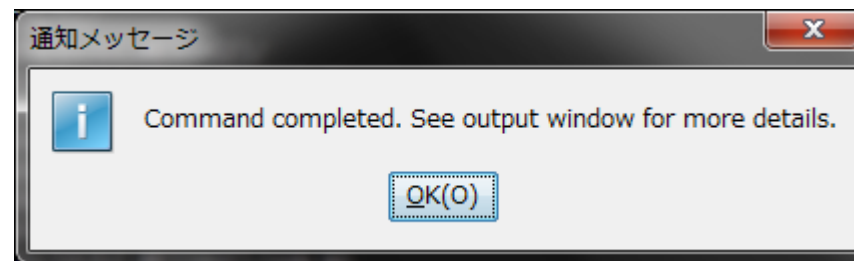 通知メッセージ
Command completed. See output window for more details.
OK(O)